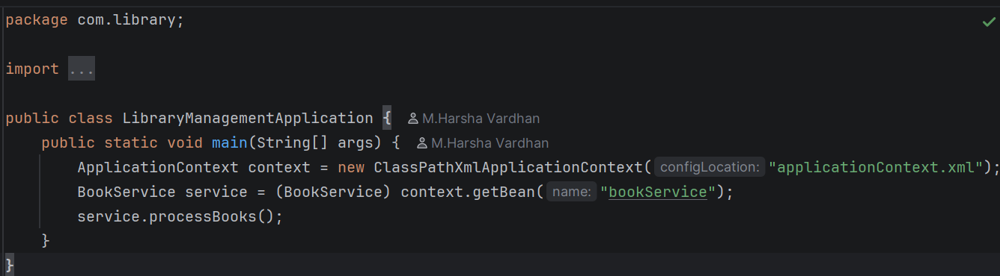 package com.library;
import ...
public class LibraryManagementApplication { M.Harsha Vardhan
public static void main(String[] args) { M.Harsha Vardhan
ApplicationContext context = new ClassPathXmlApplicationContext( configLocation: "applicationContext.xml");
BookService service = (BookService) context.getBean( name: "bookService");
service.processBooks();
}
}